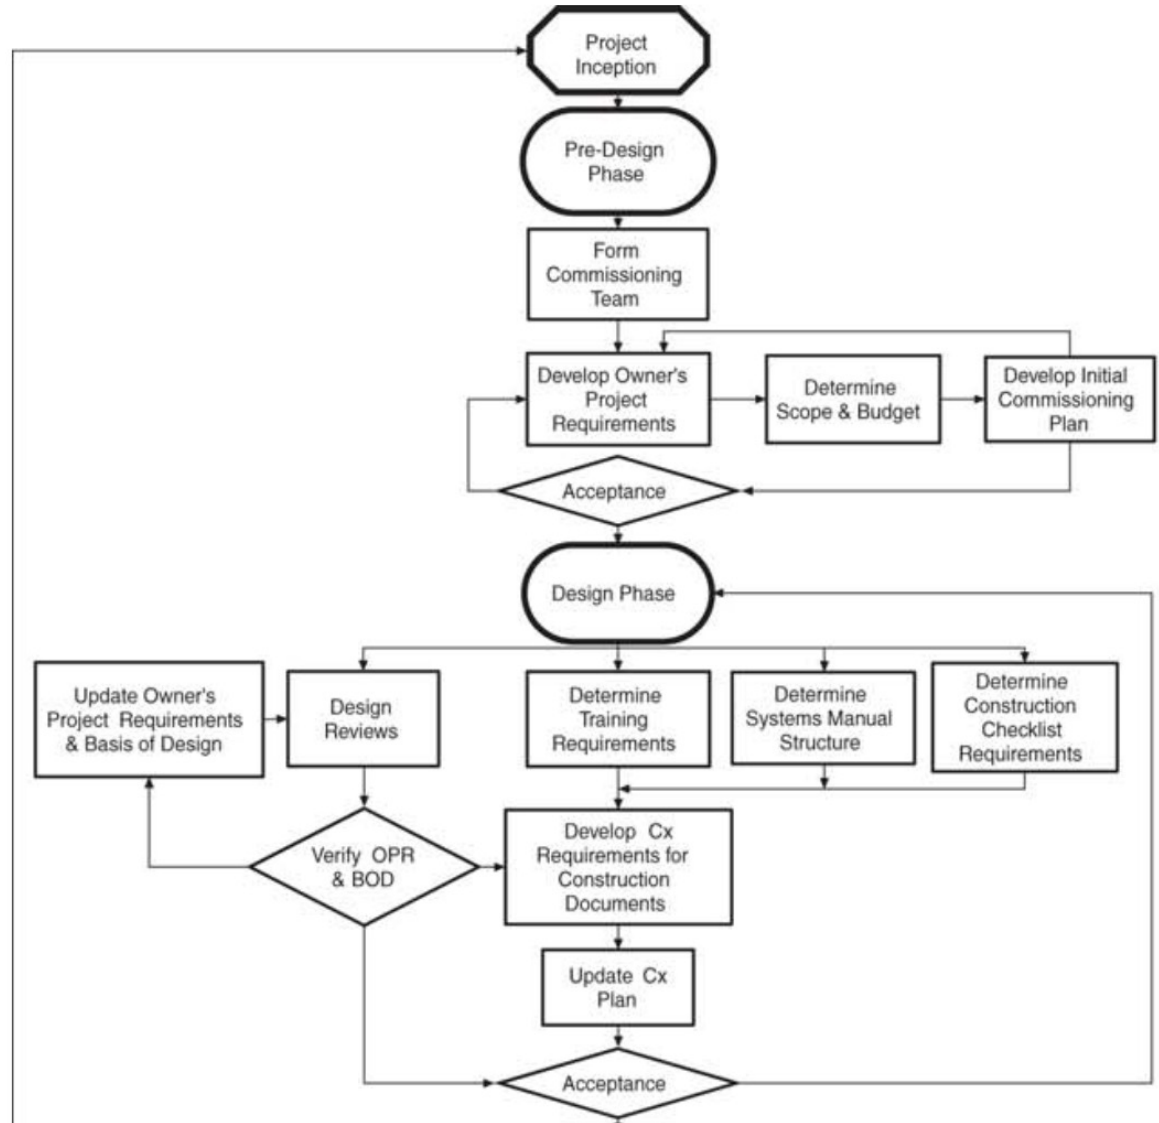 Project
Inception
Pre-Design
Phase
Form
Commissioning
Team
Develop Owner's
Project
Requirements
Determine
Scope & Budget
Develop Initial
Commissioning
Plan
Acceptance
Design Phase
Update Owner's
Project Requirements
& Basis of Design
Design
Reviews
Determine
Training
Requirements
Determine
Systems Manual
Structure
Determine
Construction
Checklist
Requirements
Verify OPR
& BOD
Develop Cx
Requirements for
Construction
Documents
Update Cx
Plan
Acceptance